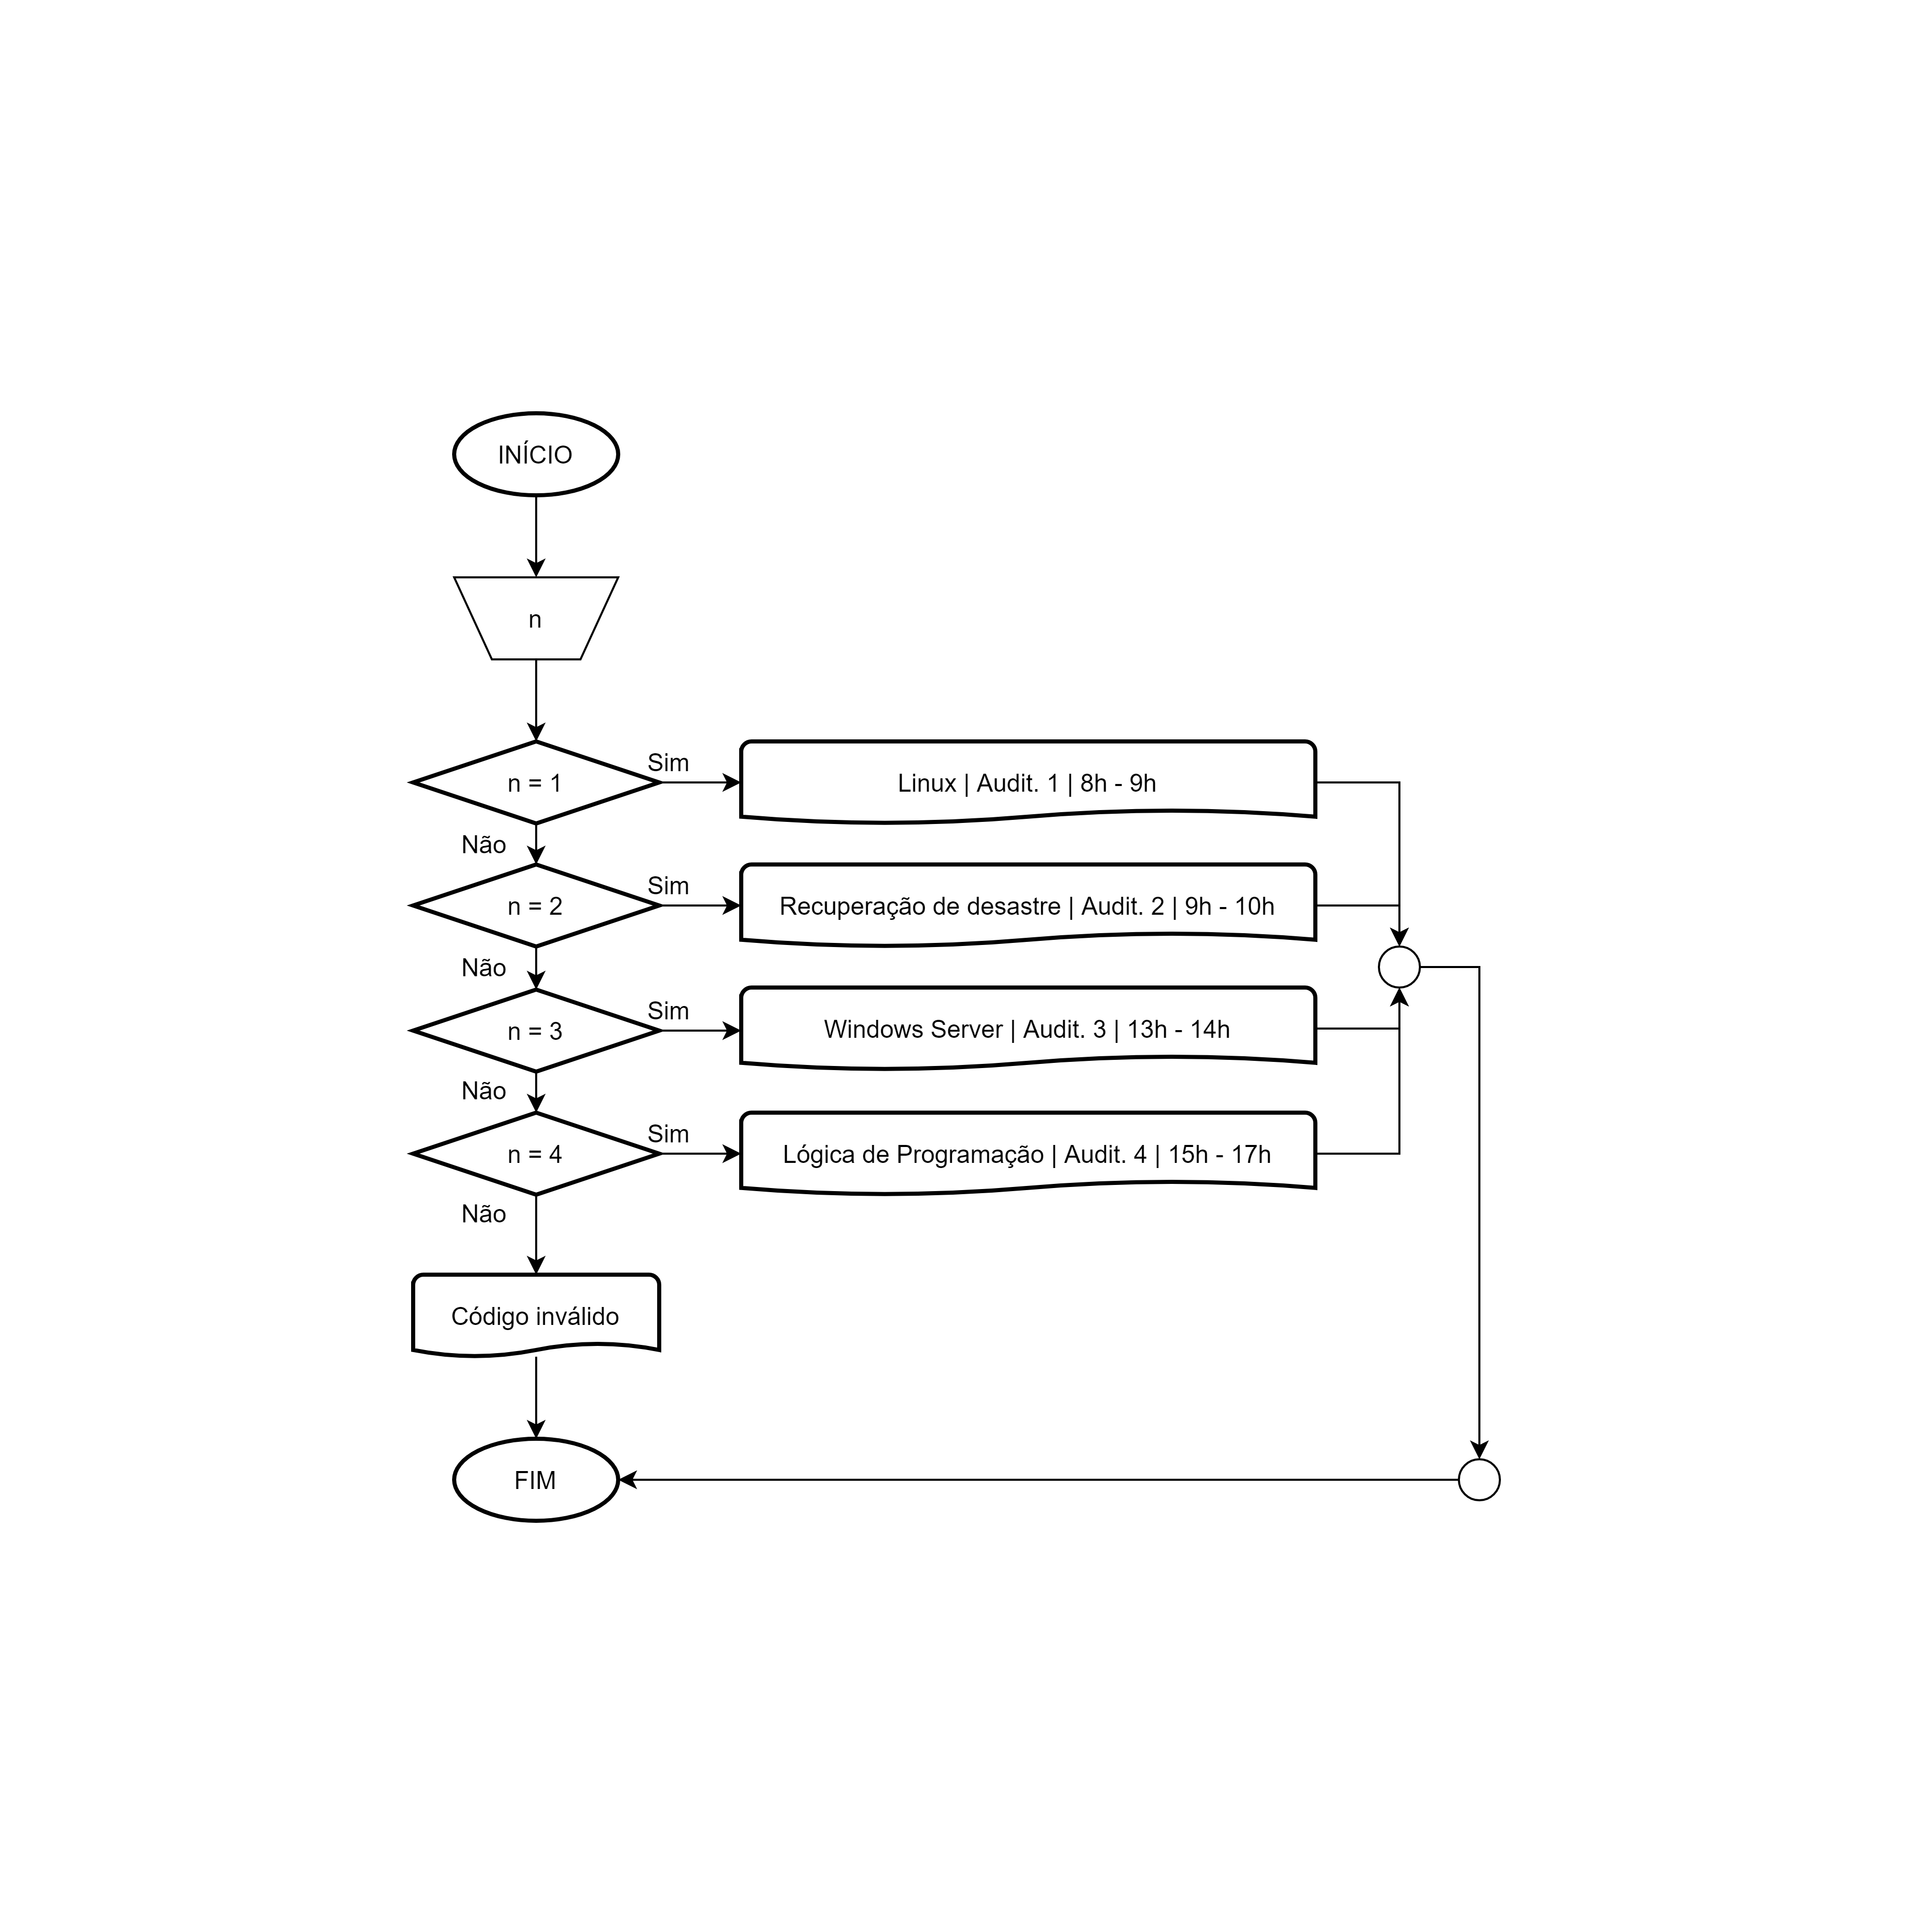 INÍCIO
n
n = 1
Sim
Linux | Audit. 1 | 8h - 9h
Não
n = 2
Sim
Recuperação de desastre | Audit. 2 | 9h - 10h
Não
n = 3
Sim
Windows Server | Audit. 3 | 13h - 14h
Não
n = 4
Sim
Lógica de Programação | Audit. 4 | 15h - 17h
Não
Código inválido
FIM